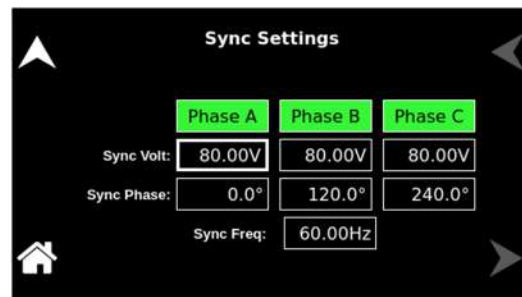 Sync Settings
Phase A Phase B Phase C
Sync Volt: 80.00V 80.00V 80.00V
Sync Phase: 0.0° 120.0° 240.0°
Sync Freq: 60.00Hz